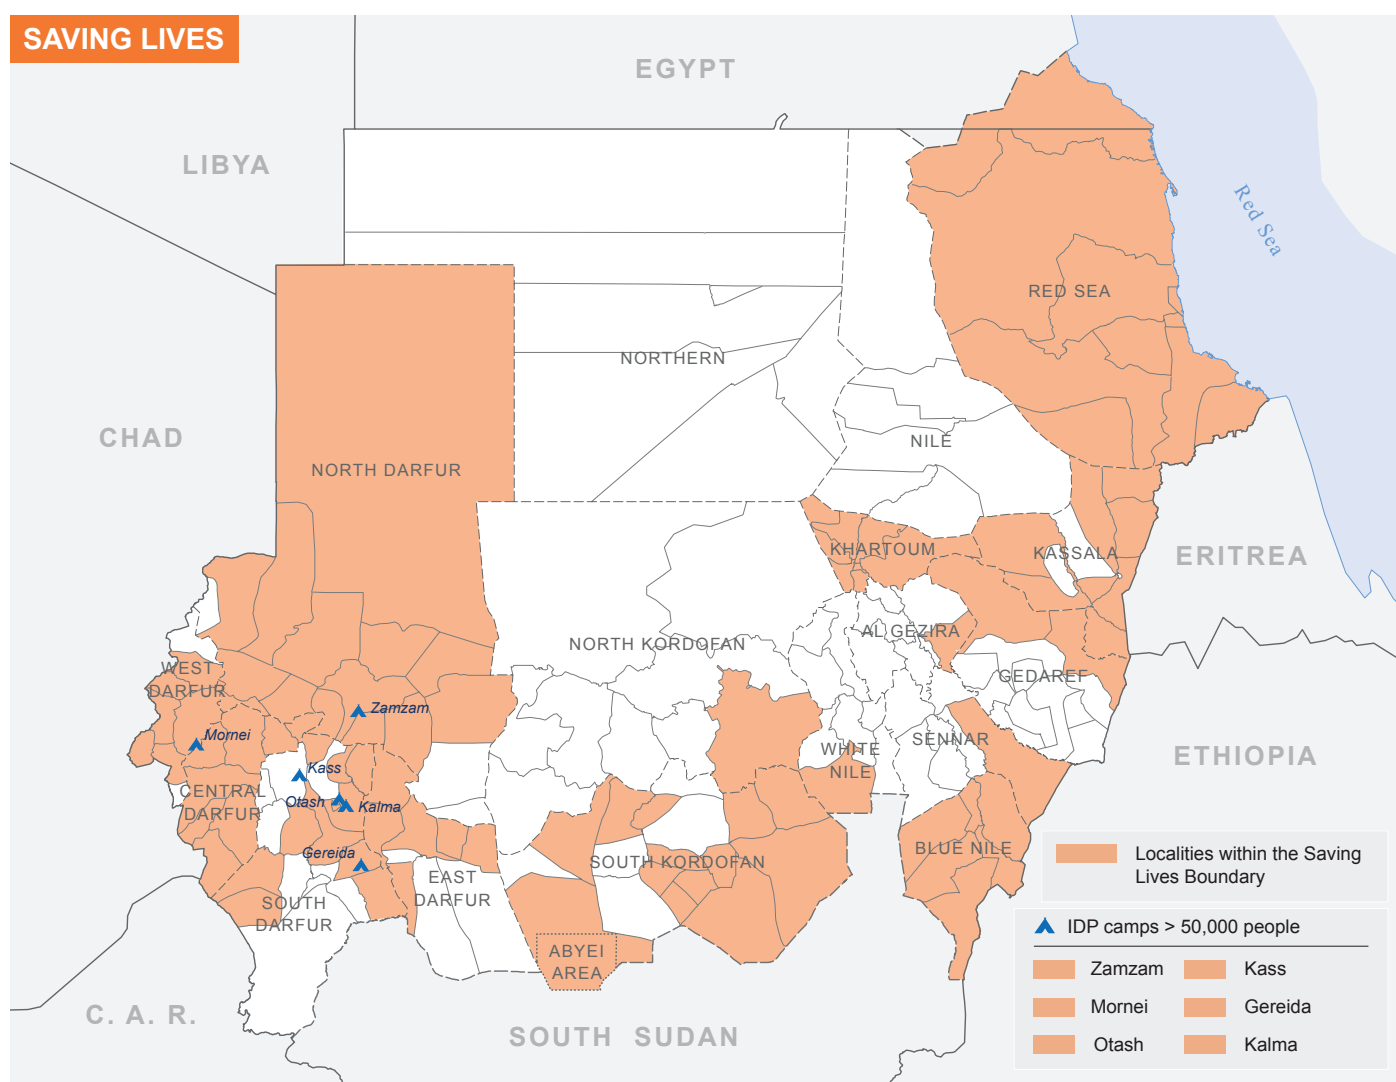 SAVING LIVES
EGYPT
LIBYA
Red Sea
RED SEA
NORTHERN
CHAD
NILE
NORTH DARFUR
KHARTOUM
KASSALA
ERITREA
AL GEZIRA
NORTH KORDOFAN
WEST
DARFUR
GEDAREF
Zamzam
Mornei
WHITE
NILE
SENNAR
ETHIOPIA
Kass
CENTRAL
DARFUR
Otash
Kalma
Gereida
SOUTH KORDOFAN
BLUE NILE
EAST
DARFUR
SOUTH
DARFUR
ABYEI
AREA
C. A. R.
SOUTH SUDAN
Localities within the Saving
Lives Boundary
IDP camps > 50,000 people
Zamzam
Kass
Mornei
Gereida
Otash
Kalma